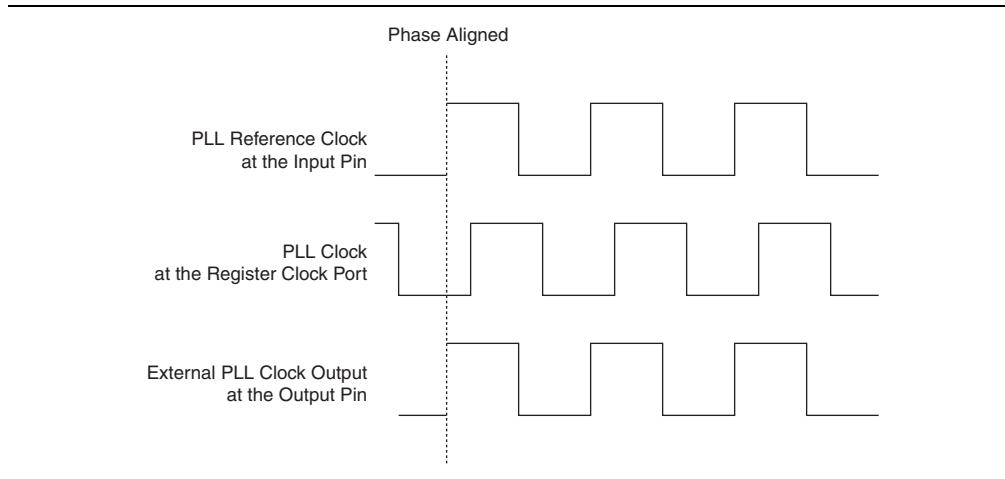 Phase Aligned
PLL Reference Clock
at the Input Pin
PLL Clock
at the Register Clock Port
External PLL Clock Output
at the Output Pin